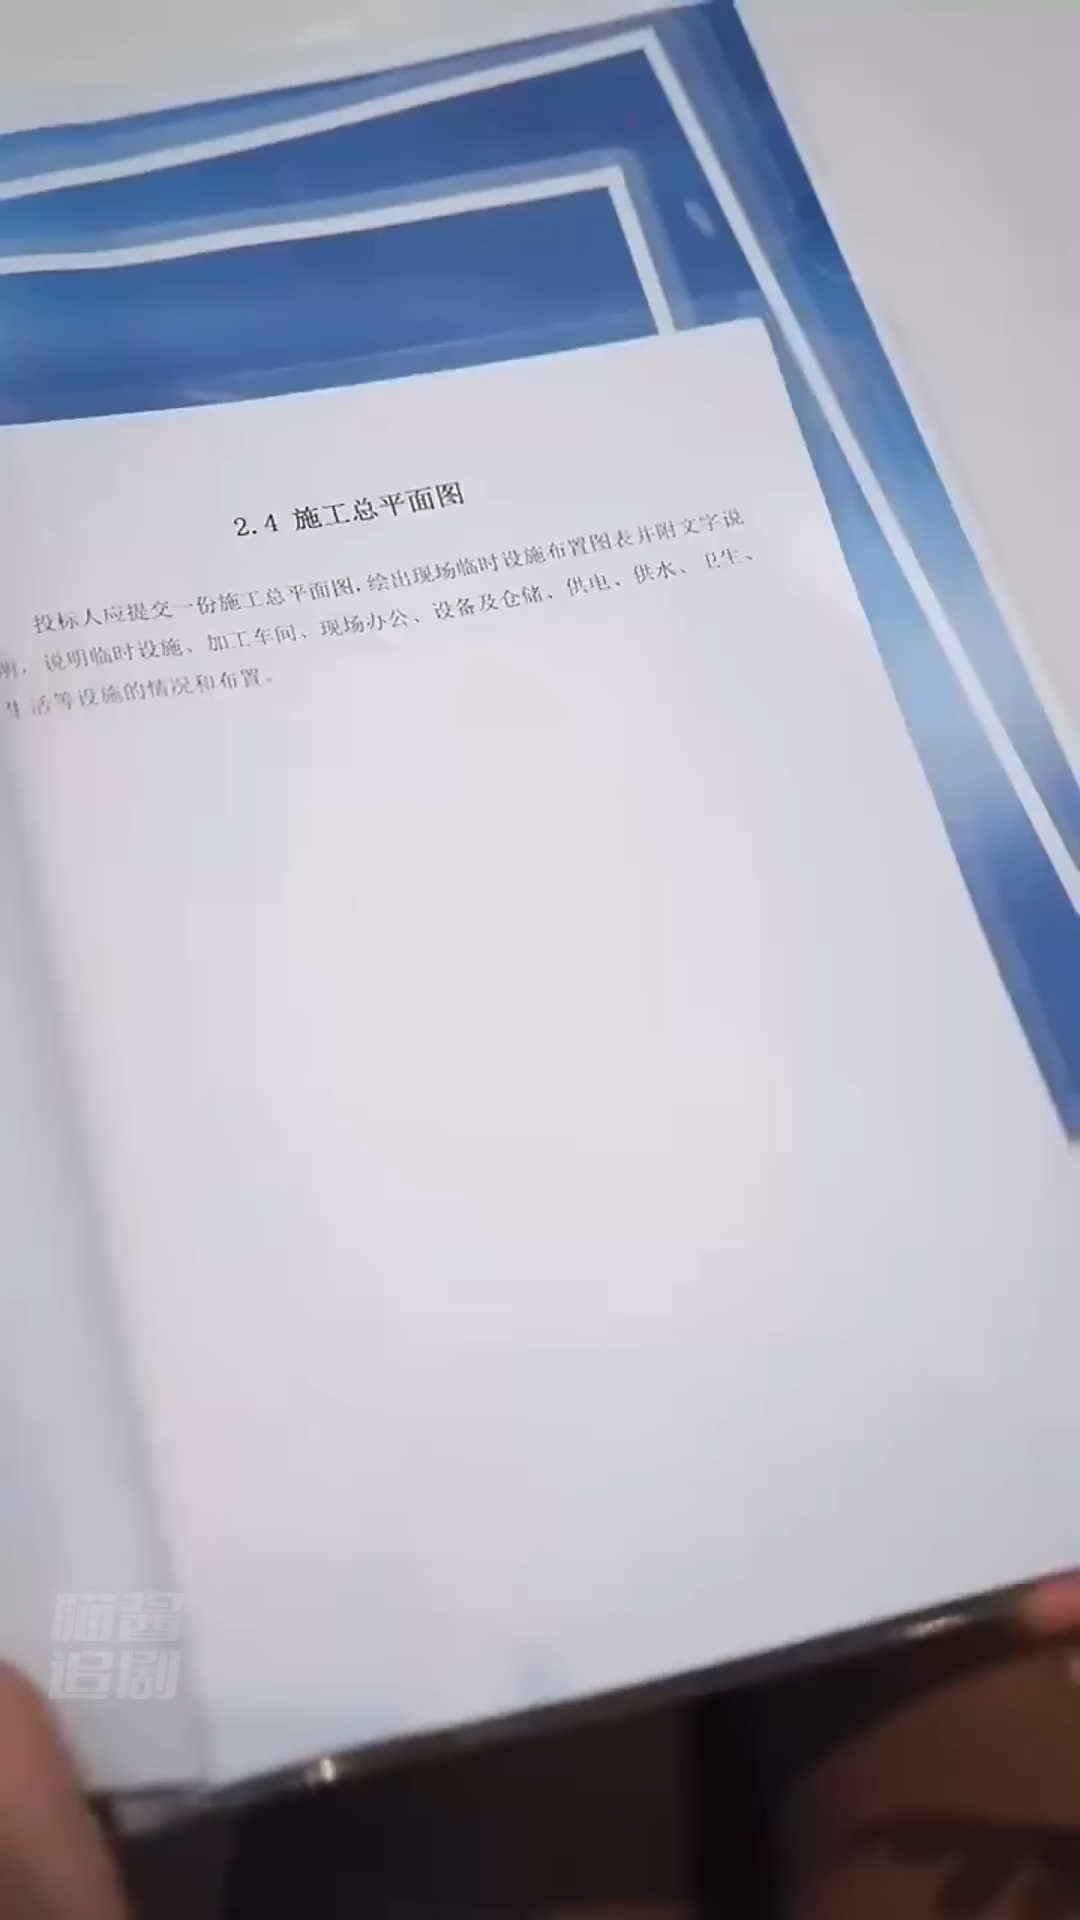 2.4 施工总平面图
投标人应提交一份施工总平面图,绘出现场临时设施布置图表并附文字说
明，说明临时设施、加工车间、现场办公、设备及仓储、供电、供水、卫生、
生活等设施的情况和布置。
喵酱
追剧